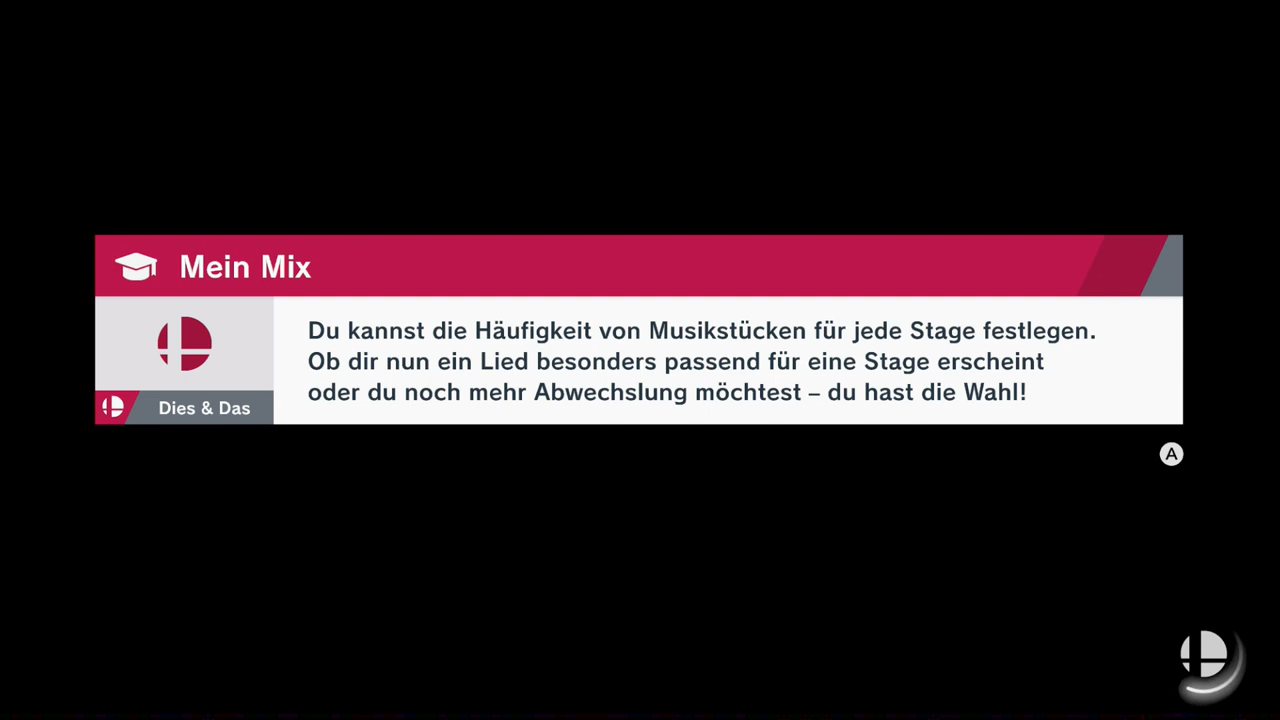 Mein Mix
Du kannst die Häufigkeit von Musikstücken für jede Stage festlegen.
Ob dir nun ein Lied besonders passend für eine Stage erscheint
oder du noch mehr Abwechslung möchtest – du hast die Wahl!
Dies & Das
A